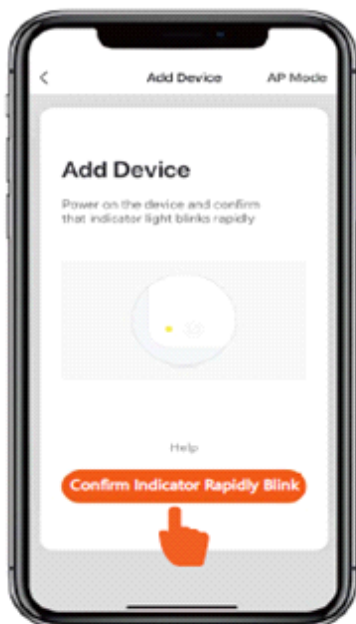 Add Device
AP Mode
Add Device
Power on the device and confirm
that indicator light blinks rapidly
Help
Confirm Indicator Rapidly Blink